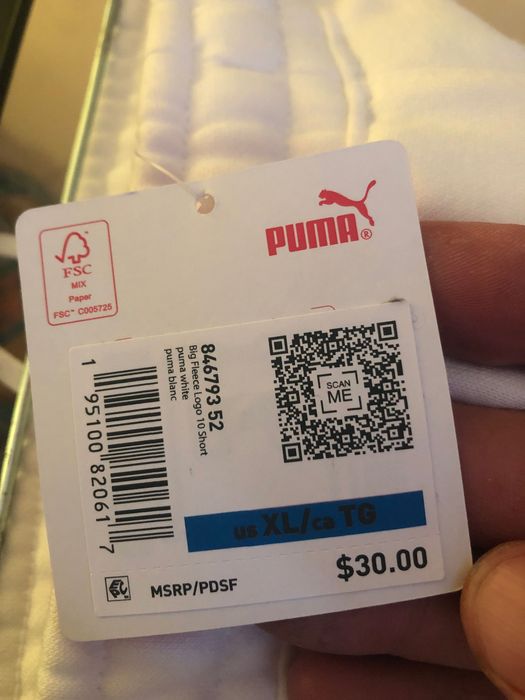 PUMA®
FSC
MIX
Paper
FSC™ C005725
846793 52
Big Fleece Logo 10 Short
puma white
puma blanc
1 95100 82061 7
SCAN
ME
us XL/ca TG
$30.00
MSRP/PDSF